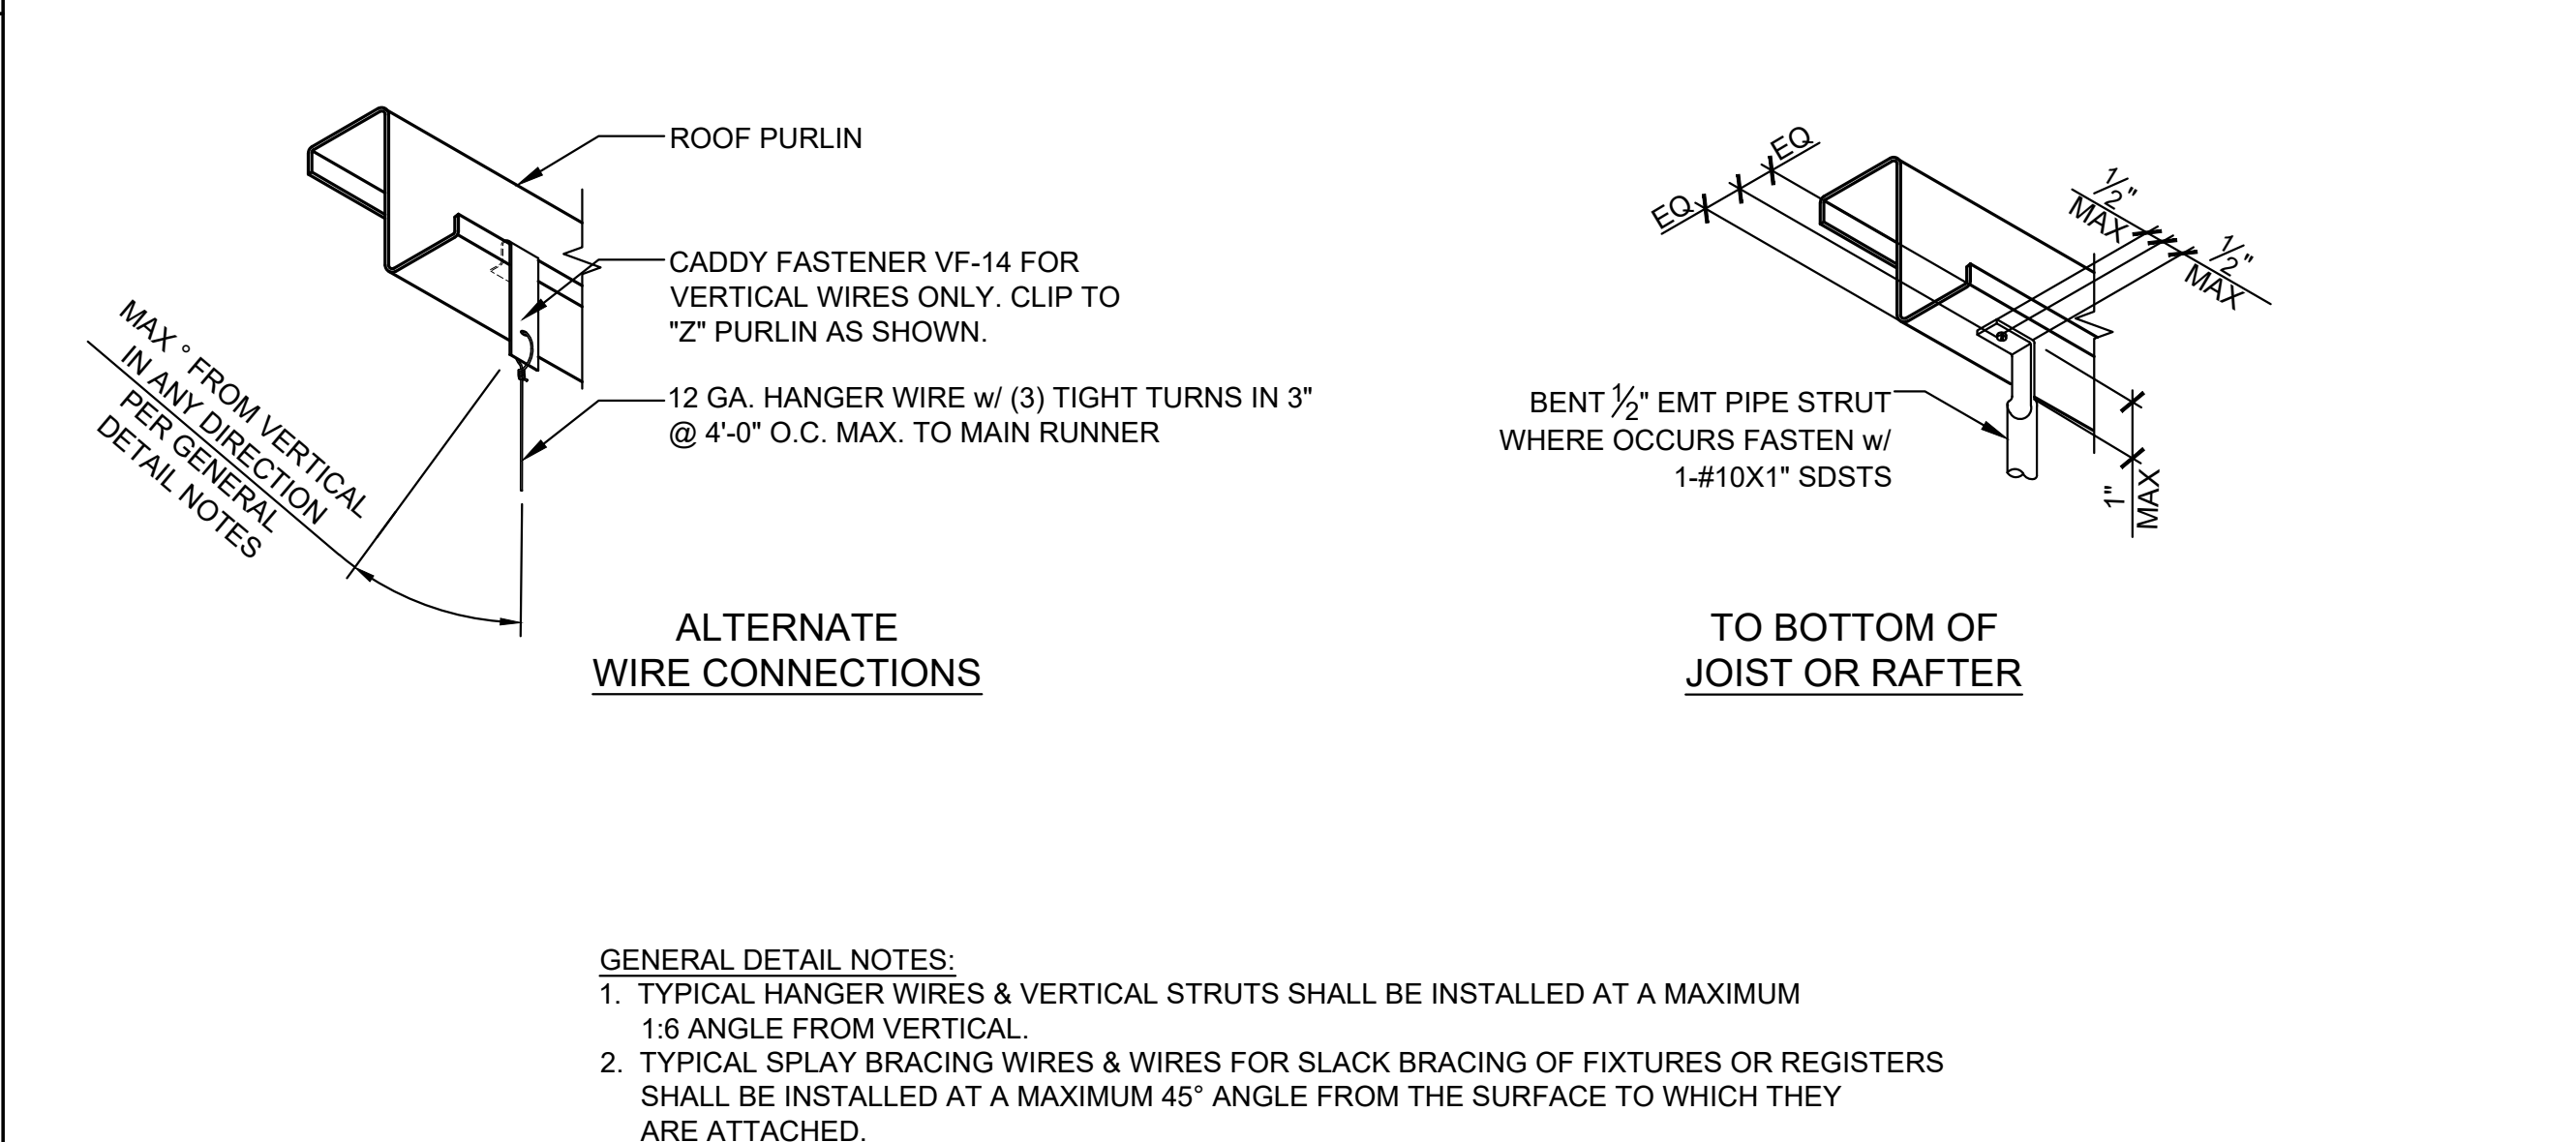 ROOF PURLIN
CADDY FASTENER VF-14 FOR
VERTICAL WIRES ONLY. CLIP TO
"Z" PURLIN AS SHOWN.
12 GA. HANGER WIRE w/ (3) TIGHT TURNS IN 3"
@ 4'-0" O.C. MAX. TO MAIN RUNNER
MAX ° FROM VERTICAL
IN ANY DIRECTION
PER GENERAL
DETAIL NOTES
ALTERNATE
WIRE CONNECTIONS
EQ
EQ
1/2"
MAX
1/2"
MAX
BENT 1/2" EMT PIPE STRUT
WHERE OCCURS FASTEN w/
1-#10X1" SDSTS
1"
MAX
TO BOTTOM OF
JOIST OR RAFTER
GENERAL DETAIL NOTES:
1. TYPICAL HANGER WIRES & VERTICAL STRUTS SHALL BE INSTALLED AT A MAXIMUM
1:6 ANGLE FROM VERTICAL.
2. TYPICAL SPLAY BRACING WIRES & WIRES FOR SLACK BRACING OF FIXTURES OR REGISTERS
SHALL BE INSTALLED AT A MAXIMUM 45° ANGLE FROM THE SURFACE TO WHICH THEY
ARE ATTACHED.